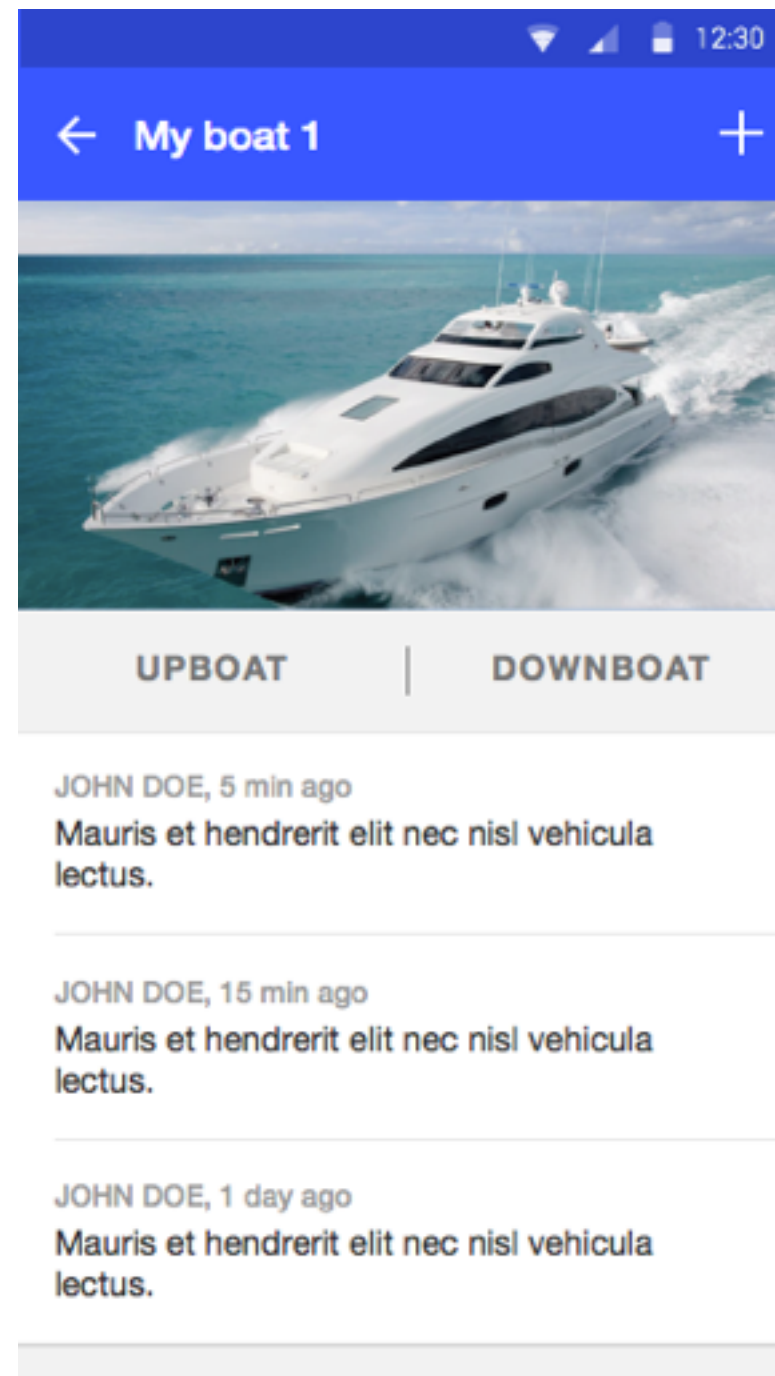 12:30
My boat 1
UPBOAT | DOWNBOAT
JOHN DOE, 5 min ago
Mauris et hendrerit elit nec nisl vehicula
lectus.
JOHN DOE, 15 min ago
Mauris et hendrerit elit nec nisl vehicula
lectus.
JOHN DOE, 1 day ago
Mauris et hendrerit elit nec nisl vehicula
lectus.